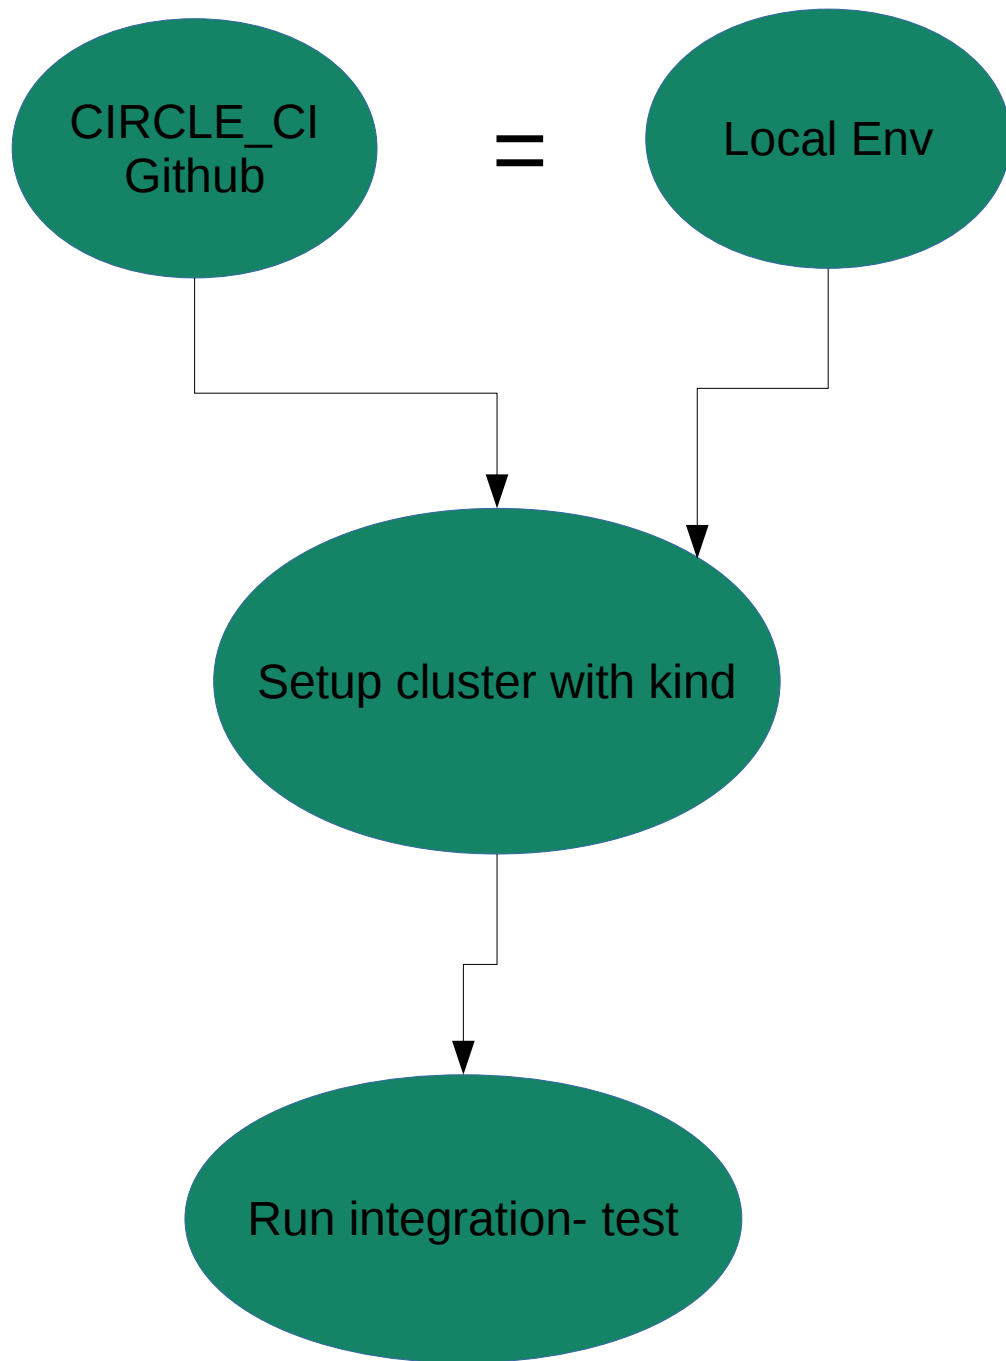 CIRCLE_CI
Github
=
Local Env
Setup cluster with kind
Run integration- test